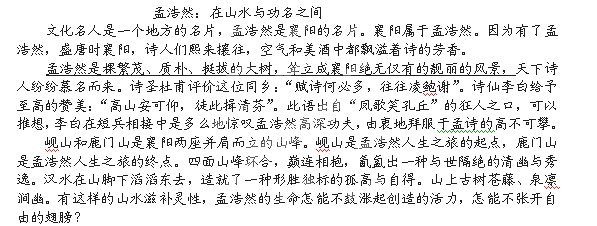 孟浩然：在山水与功名之间
文化名人是一个地方的名片，孟浩然是襄阳的名片。襄阳属于孟浩然。因为有了孟
浩然，盛唐时襄阳，诗人们熙来攘往，空气和美酒中都飘溢着诗的芳香。
孟浩然是棵繁茂、质朴、挺拔的大树，耸立成襄阳绝无仅有的靓丽的风景，天下诗
人纷纷慕名而来。诗圣杜甫评价这位同乡：“赋诗何必多，往往凌鲍谢”。诗仙李白给予
至高的赞美：“高山安可仰，徒此揖清芬”。此语出自“凤歌笑孔丘”的狂人之口，可以
推想，李白在短兵相接中是多么地惊叹孟浩然高深功夫，由衷地拜服于孟诗的高不可攀。
岘山和鹿门山是襄阳两座并肩而立的山峰。岘山是孟浩然人生之旅的起点，鹿门山
是孟浩然人生之旅的终点。四面山峰环合，巅连相抱，氤氲出一种与世隔绝的清幽与秀
逸。汉水在山脚下滔滔东去，造就了一种形胜独标的孤高与自得。山上古树苍藤、泉凛
涧幽。有这样的山水滋补灵性，孟浩然的生命怎能不鼓涨起创造的活力，怎能不张开自
由的翅膀？